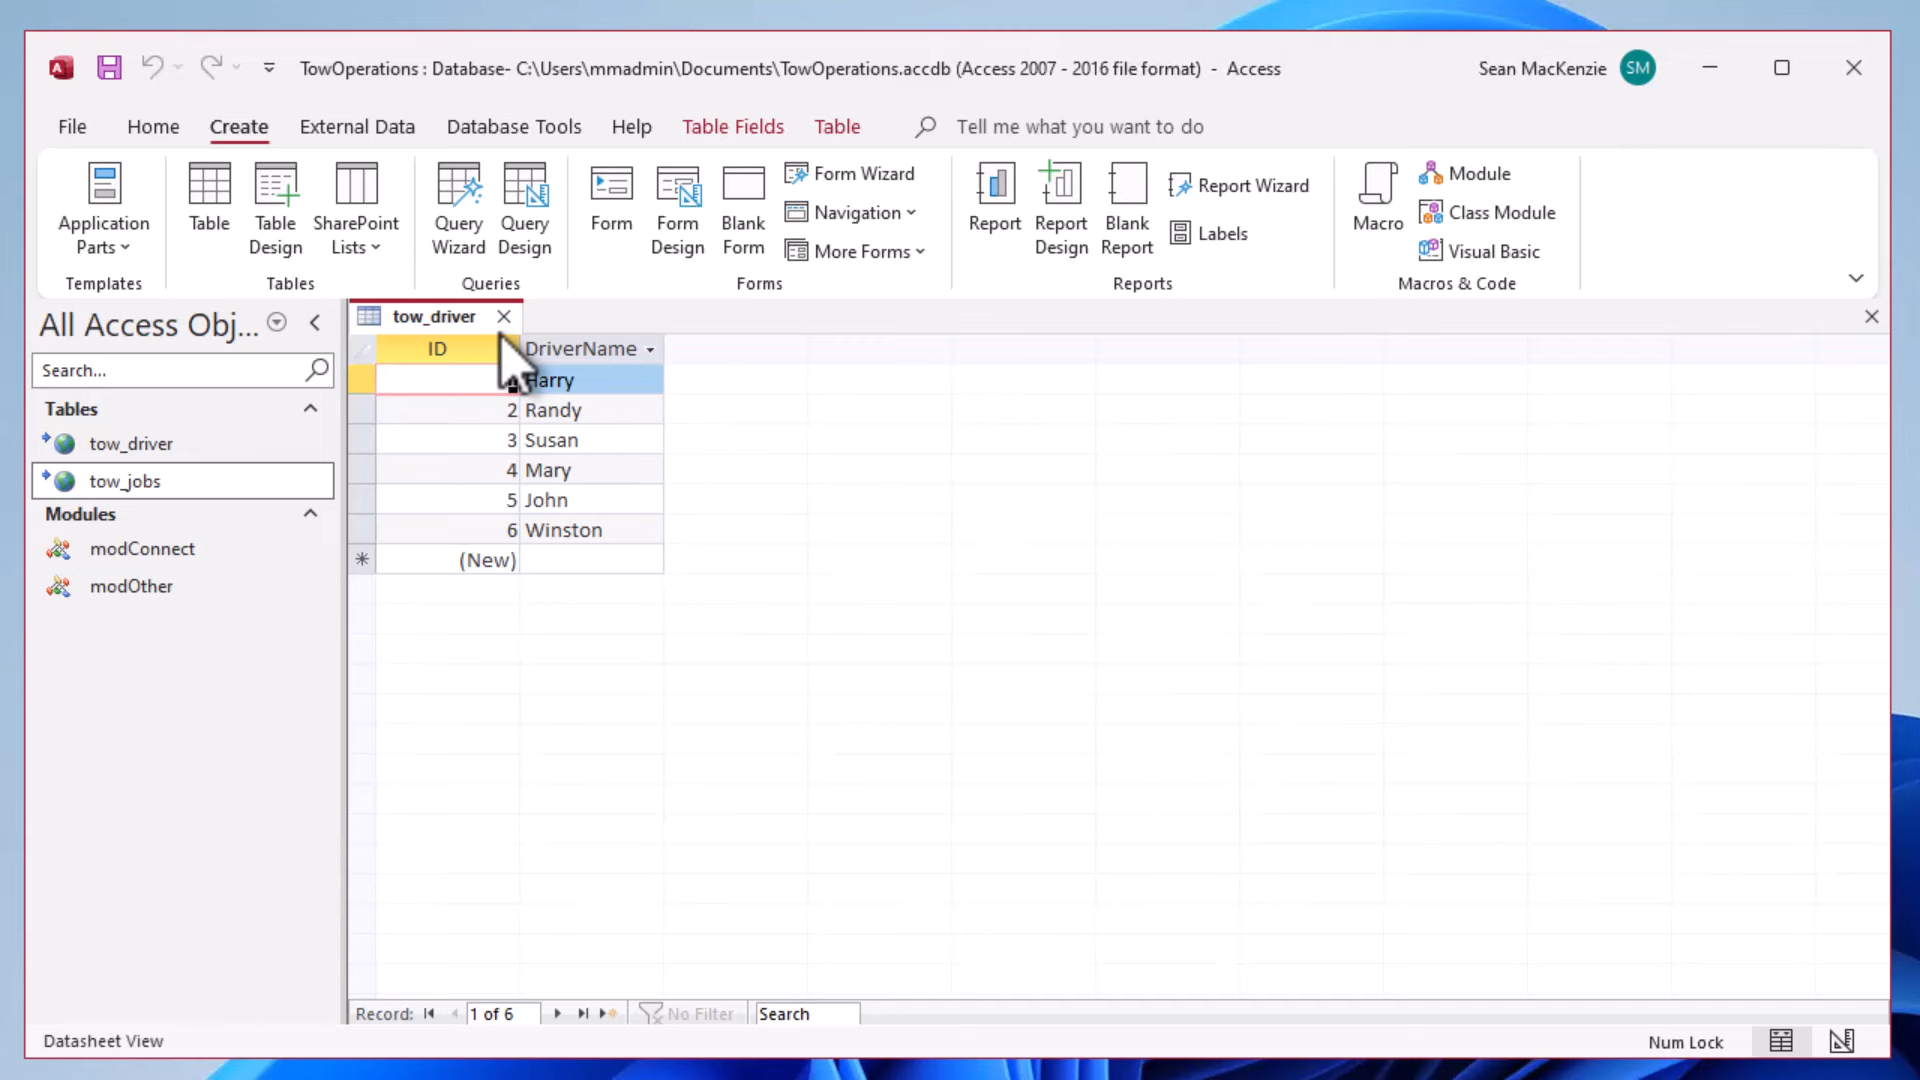 TowOperations : Database- C:\Users\mmadmin\Documents\TowOperations.accdb (Access 2007 - 2016 file format) - Access
Sean MacKenzie SM
File Home Create External Data Database Tools Help Table Fields Table Tell me what you want to do
Application
Parts
Templates
Table
Table
Design
SharePoint
Lists
Tables
Query
Wizard
Query
Design
Queries
Form
Form
Design
Blank
Form
Form Wizard
Navigation
More Forms
Forms
Report
Report
Design
Blank
Report
Report Wizard
Labels
Reports
Macro
Module
Class Module
Visual Basic
Macros & Code
All Access Obj...
Search...
Tables
tow_driver
tow_jobs
Modules
modConnect
modOther
tow_driver
ID DriverName
Harry
2 Randy
3 Susan
4 Mary
5 John
6 Winston
(New)
Record: 1 of 6 No Filter Search
Datasheet View
Num Lock